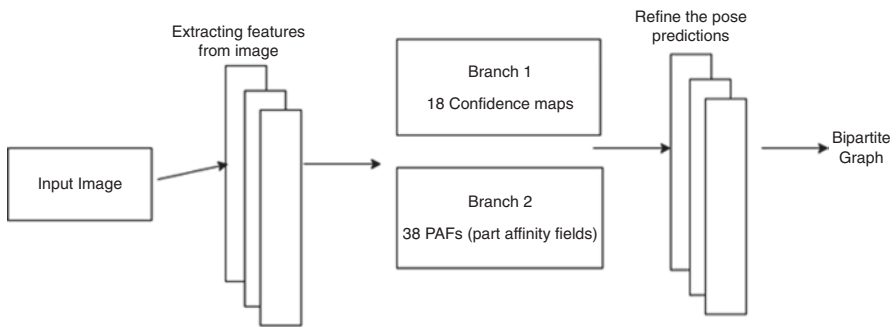 Extracting features
from image
Input Image
Branch 1
18 Confidence maps
Branch 2
38 PAFs (part affinity fields)
Refine the pose
predictions
Bipartite
Graph